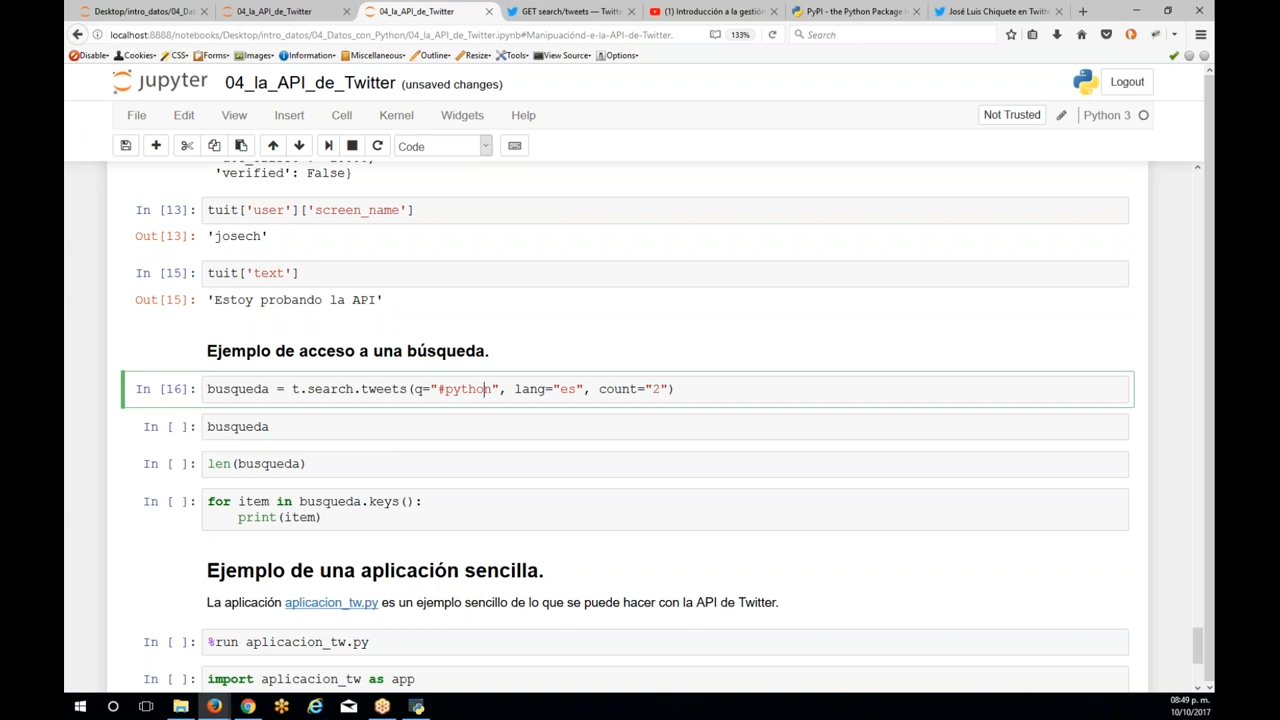 Desktop/intro_datos/04_Dat
04_la_API_de_Twitter
04_la_API_de_Twitter
GET search/tweets — Twitte
(1) Introducción a la gestió
PyPI - the Python Package I
José Luis Chiquete en Twitt
localhost:8888/notebooks/Desktop/intro_datos/04_Datos_con_Python/04_la_API_de_Twitter.ipynb#Manipuaciónd-e-la-API-de-Twitter.
133%
Search
Disable
Cookies
CSS
Forms
Images
Information
Miscellaneous
Outline
Resize
Tools
View Source
Options
jupyter
04_la_API_de_Twitter (unsaved changes)
Logout
File Edit View Insert Cell Kernel Widgets Help
Not Trusted
Python 3
Code
'verified': False}
In [13]: tuit['user']['screen_name']
Out[13]: 'josech'
In [15]: tuit['text']
Out[15]: 'Estoy probando la API'
Ejemplo de acceso a una búsqueda.
In [16]: busqueda = t.search.tweets(q="#python", lang="es", count="2")
In [ ]: busqueda
In [ ]: len(busqueda)
In [ ]: for item in busqueda.keys():
print(item)
Ejemplo de una aplicación sencilla.
La aplicación aplicacion_tw.py es un ejemplo sencillo de lo que se puede hacer con la API de Twitter.
In [ ]: %run aplicacion_tw.py
In [ ]: import aplicacion_tw as app
08:49 p. m.
10/10/2017